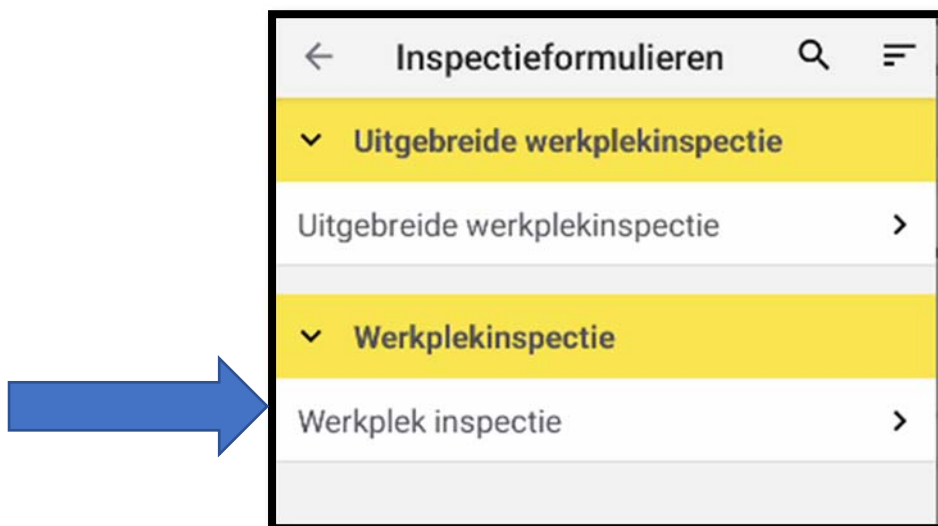 Inspectieformulieren
Uitgebreide werkplekinspectie
Uitgebreide werkplekinspectie
Werkplekinspectie
Werkplek inspectie